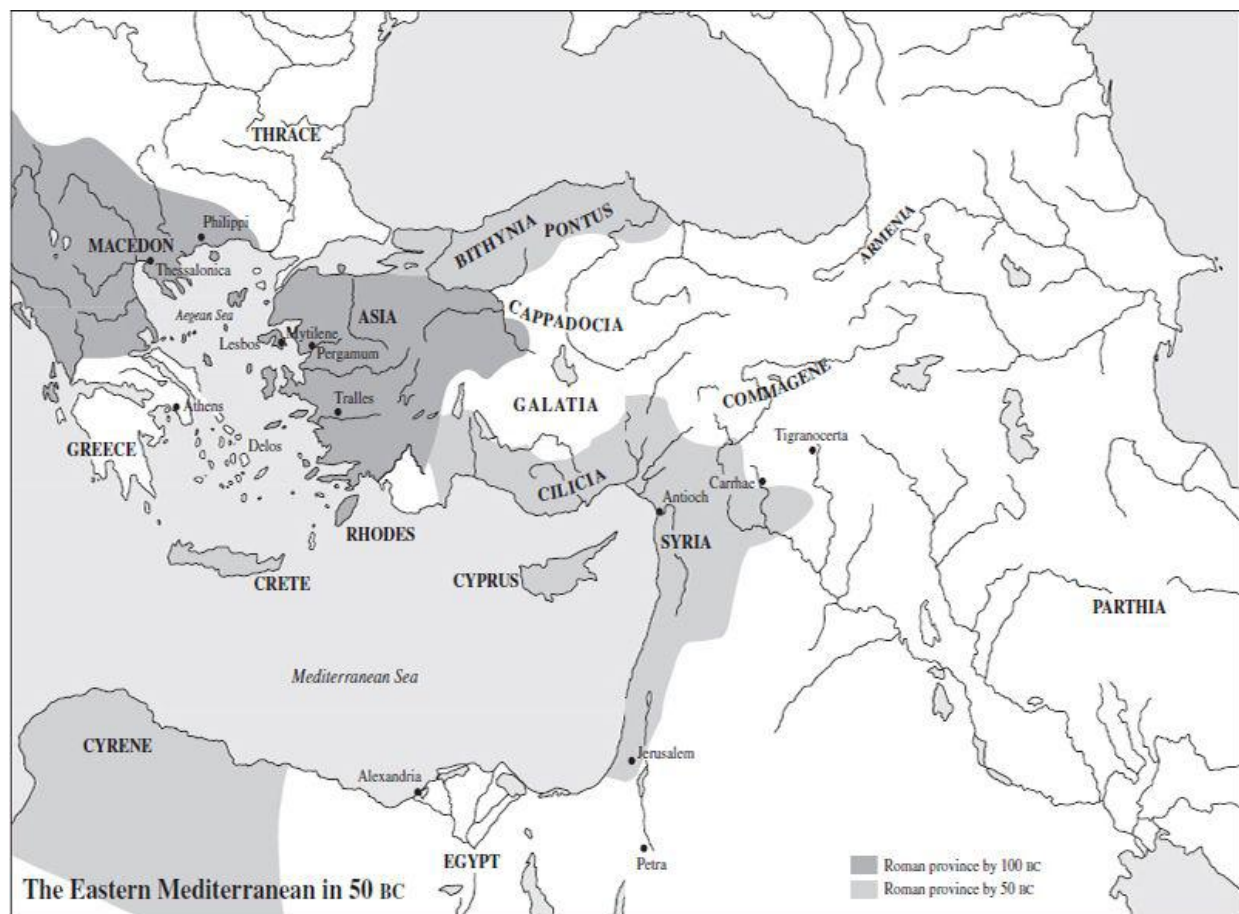 THRACE
Philippi
MACEDON
Thessalonica
BITHYNIA
PONTUS
ARMENIA
Aegean Sea
ASIA
CAPPADOCIA
Lesbos
Mytilene
Pergamum
Tralles
GALATIA
COMMAGENE
Athens
GREECE
Delos
Tigranocerta
CILICIA
Carrhae
Antioch
RHODES
SYRIA
CRETE
CYPRUS
PARTHIA
Mediterranean Sea
CYRENE
Jerusalem
Alexandria
EGYPT
Petra
Roman province by 100 BC
Roman province by 50 BC
The Eastern Mediterranean in 50 BC